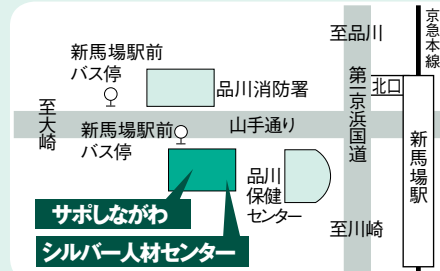 至品川
京急本線
新馬場駅前
バス停
品川消防署
第一京浜国道
北口
至大崎
新馬場駅前
バス停
山手通り
新馬場駅
品川
保健
センター
サポしながわ
シルバー人材センター
至川崎